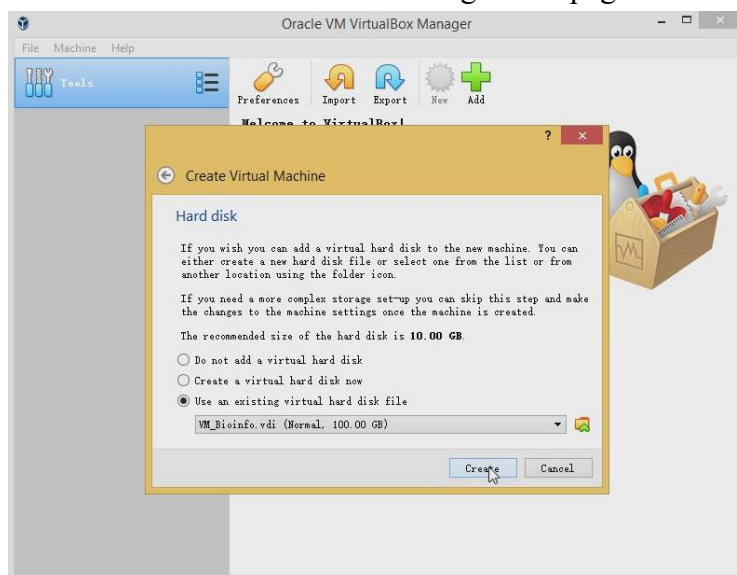 Oracle VM VirtualBox Manager
File Machine Help
Tools
Preferences Import Export New Add
Welcome to VirtualBox!
?
Create Virtual Machine
Hard disk
If you wish you can add a virtual hard disk to the new machine. You can
either create a new hard disk file or select one from the list or from
another location using the folder icon.
If you need a more complex storage set-up you can skip this step and make
the changes to the machine settings once the machine is created.
The recommended size of the hard disk is 10.00 GB.
Do not add a virtual hard disk
Create a virtual hard disk now
Use an existing virtual hard disk file
VM_Bioinfo.vdi (Normal, 100.00 GB)
Create Cancel